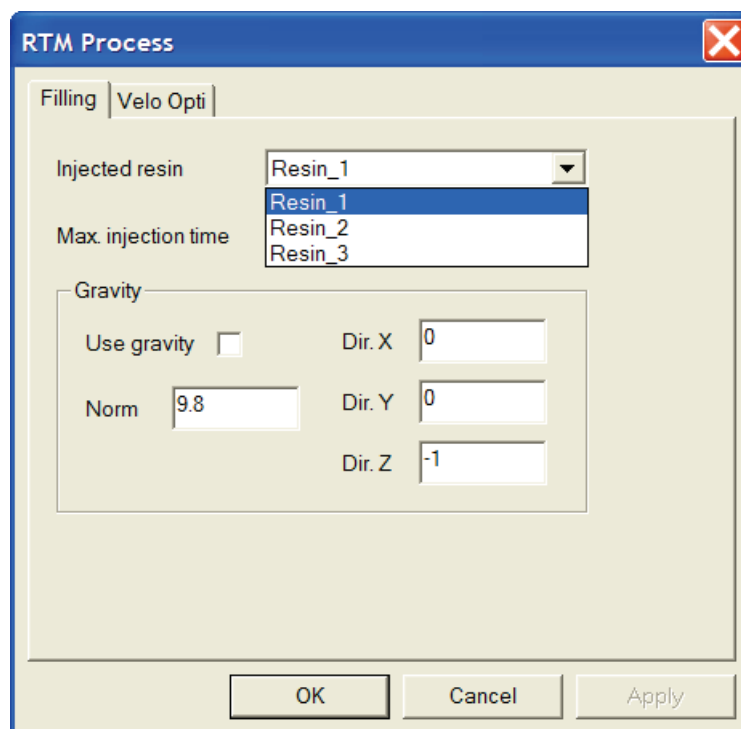 RTM Process
Filling Velo Opti
Injected resin Resin_1
Resin_1
Max. injection time Resin_2
Resin_3
Gravity
Use gravity Dir. X 0
Norm 9.8 Dir. Y 0
Dir. Z -1
OK Cancel Apply